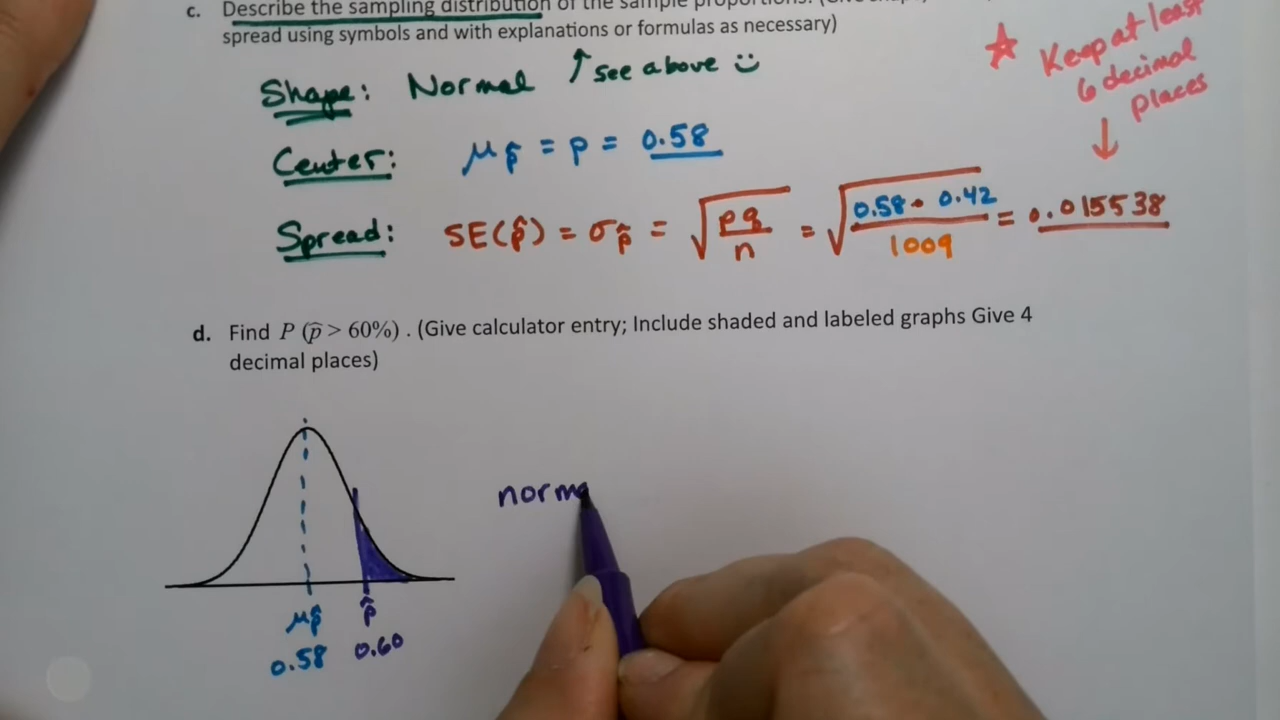 c. Describe the sampling distribution of the sample proportions. (Give
spread using symbols and with explanations or formulas as necessary)
Shape: Normal ↑ see above ☺
☆ Keep at least
6 decimal
places
↓
Center: μp̂ = p = 0.58
Spread: SE(p̂) = σp̂ = √(pq/n) = √(0.58 · 0.42/1009) = 0.015538
d. Find P (p̂ > 60%) . (Give calculator entry; Include shaded and labeled graphs Give 4
decimal places)
norma
μp̂ p̂
0.58 0.60